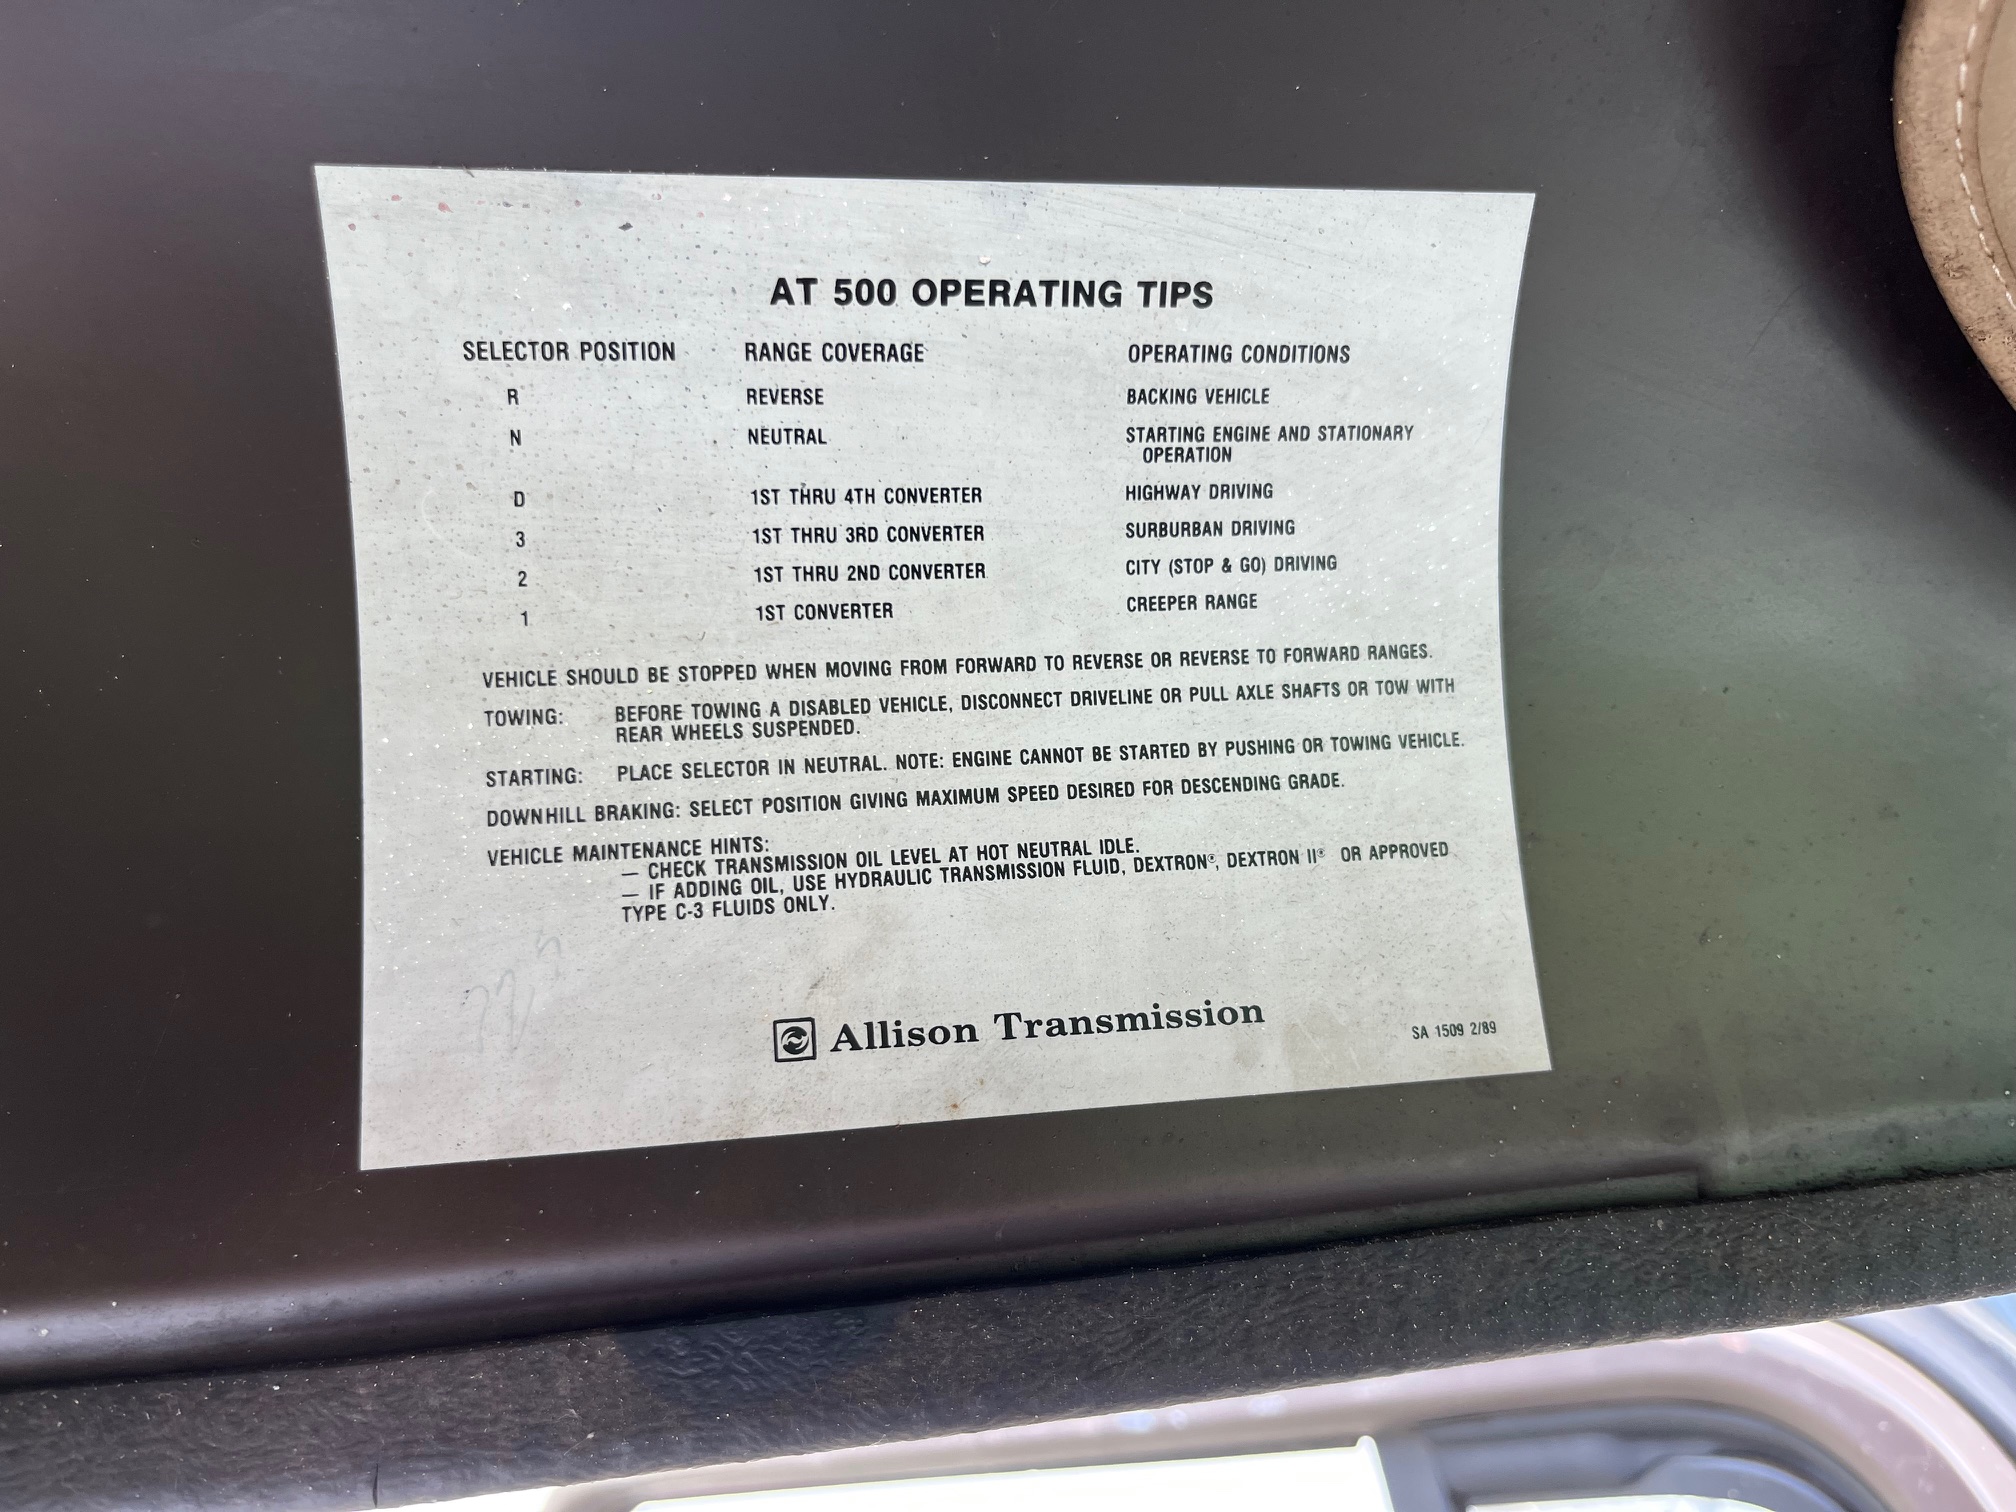 AT 500 OPERATING TIPS
SELECTOR POSITION RANGE COVERAGE OPERATING CONDITIONS
R REVERSE BACKING VEHICLE
N NEUTRAL STARTING ENGINE AND STATIONARY
OPERATION
D 1ST THRU 4TH CONVERTER HIGHWAY DRIVING
3 1ST THRU 3RD CONVERTER SURBURBAN DRIVING
2 1ST THRU 2ND CONVERTER CITY (STOP & GO) DRIVING
1 1ST CONVERTER CREEPER RANGE
VEHICLE SHOULD BE STOPPED WHEN MOVING FROM FORWARD TO REVERSE OR REVERSE TO FORWARD RANGES.
TOWING: BEFORE TOWING A DISABLED VEHICLE, DISCONNECT DRIVELINE OR PULL AXLE SHAFTS OR TOW WITH
REAR WHEELS SUSPENDED.
STARTING: PLACE SELECTOR IN NEUTRAL. NOTE: ENGINE CANNOT BE STARTED BY PUSHING OR TOWING VEHICLE.
DOWNHILL BRAKING: SELECT POSITION GIVING MAXIMUM SPEED DESIRED FOR DESCENDING GRADE.
VEHICLE MAINTENANCE HINTS:
— CHECK TRANSMISSION OIL LEVEL AT HOT NEUTRAL IDLE.
— IF ADDING OIL, USE HYDRAULIC TRANSMISSION FLUID, DEXTRON®, DEXTRON II® OR APPROVED
TYPE C-3 FLUIDS ONLY.
Allison Transmission
SA 1509 2/89